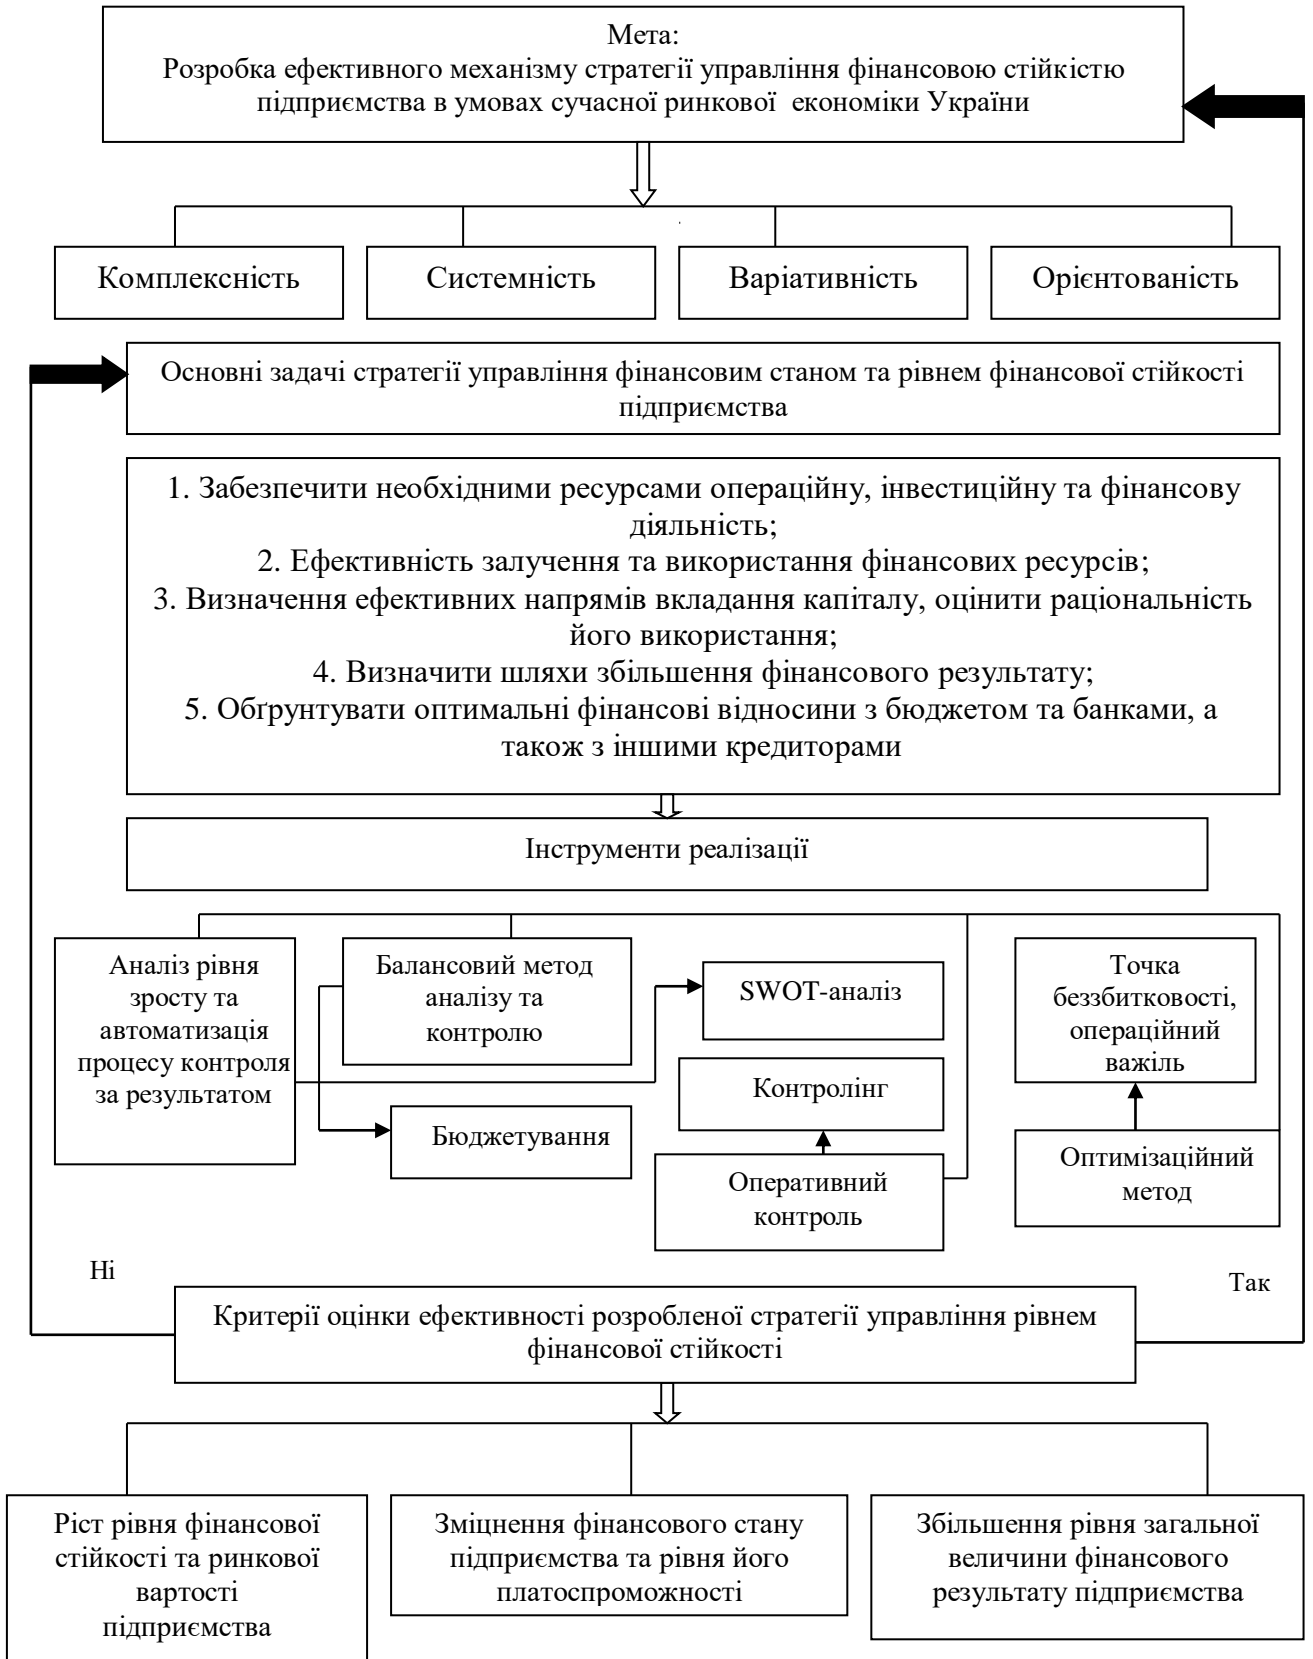 Мета:
Розробка ефективного механізму стратегії управління фінансовою стійкістю
підприємства в умовах сучасної ринкової економіки України
Комплексність
Системність
Варіативність
Орієнтованість
Основні задачі стратегії управління фінансовим станом та рівнем фінансової стійкості
підприємства
1. Забезпечити необхідними ресурсами операційну, інвестиційну та фінансову
діяльність;
2. Ефективність залучення та використання фінансових ресурсів;
3. Визначення ефективних напрямів вкладання капіталу, оцінити раціональність
його використання;
4. Визначити шляхи збільшення фінансового результату;
5. Обґрунтувати оптимальні фінансові відносини з бюджетом та банками, а
також з іншими кредиторами
Інструменти реалізації
Аналіз рівня
зросту та
автоматизація
процесу контроля
за результатом
Балансовий метод
аналізу та
контролю
Бюджетування
SWOT-аналіз
Контролінг
Оперативний
контроль
Точка
беззбитковості,
операційний
важіль
Оптимізаційний
метод
Ні
Так
Критерії оцінки ефективності розробленої стратегії управління рівнем
фінансової стійкості
Ріст рівня фінансової
стійкості та ринкової
вартості
підприємства
Зміцнення фінансового стану
підприємства та рівня його
платоспроможності
Збільшення рівня загальної
величини фінансового
результату підприємства